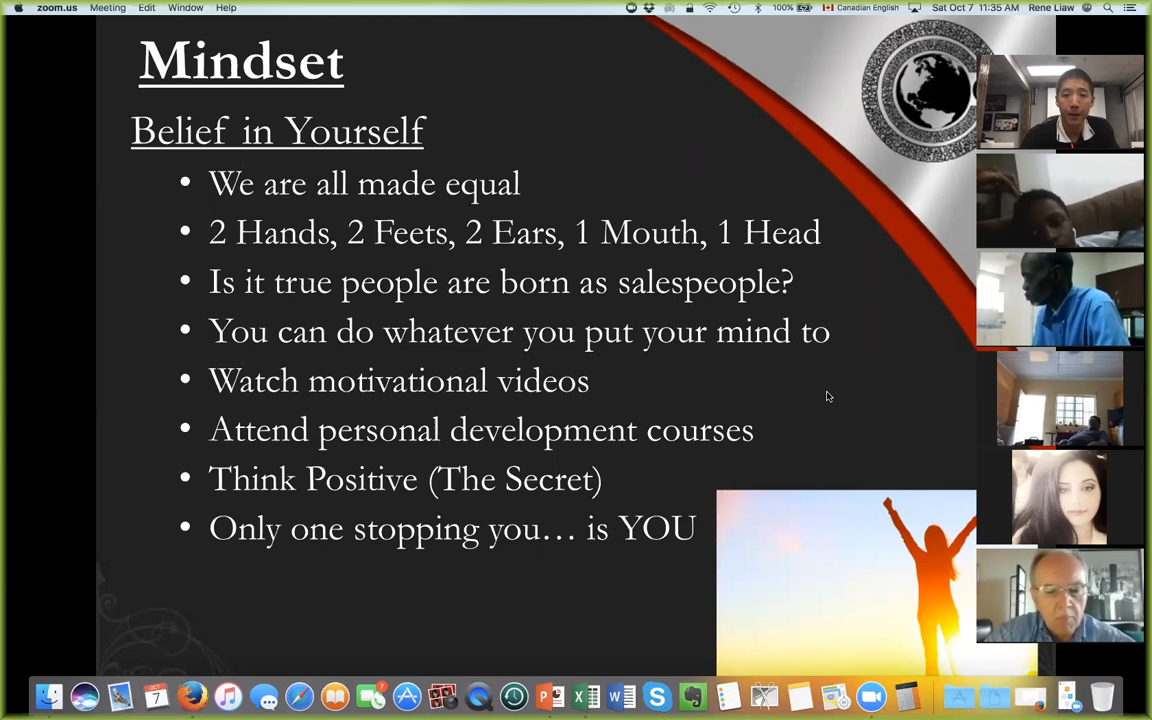 zoom.us Meeting Edit Window Help 100% Canadian English Sat Oct 7 11:35 AM Rene Liaw
Mindset
Belief in Yourself
• We are all made equal
• 2 Hands, 2 Feets, 2 Ears, 1 Mouth, 1 Head
• Is it true people are born as salespeople?
• You can do whatever you put your mind to
• Watch motivational videos
• Attend personal development courses
• Think Positive (The Secret)
• Only one stopping you… is YOU
OCT
7
7